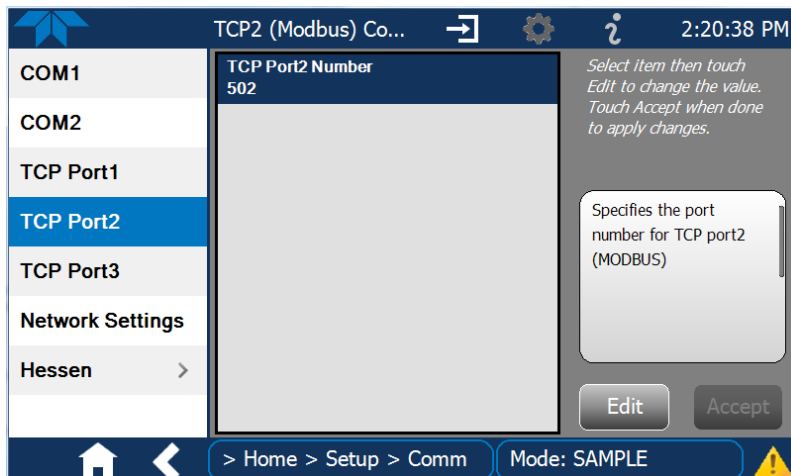 TCP2 (Modbus) Co...
2:20:38 PM
COM1
COM2
TCP Port1
TCP Port2
TCP Port3
Network Settings
Hessen
TCP Port2 Number
502
Select item then touch
Edit to change the value.
Touch Accept when done
to apply changes.
Specifies the port
number for TCP port2
(MODBUS)
Edit
Accept
> Home > Setup > Comm
Mode: SAMPLE